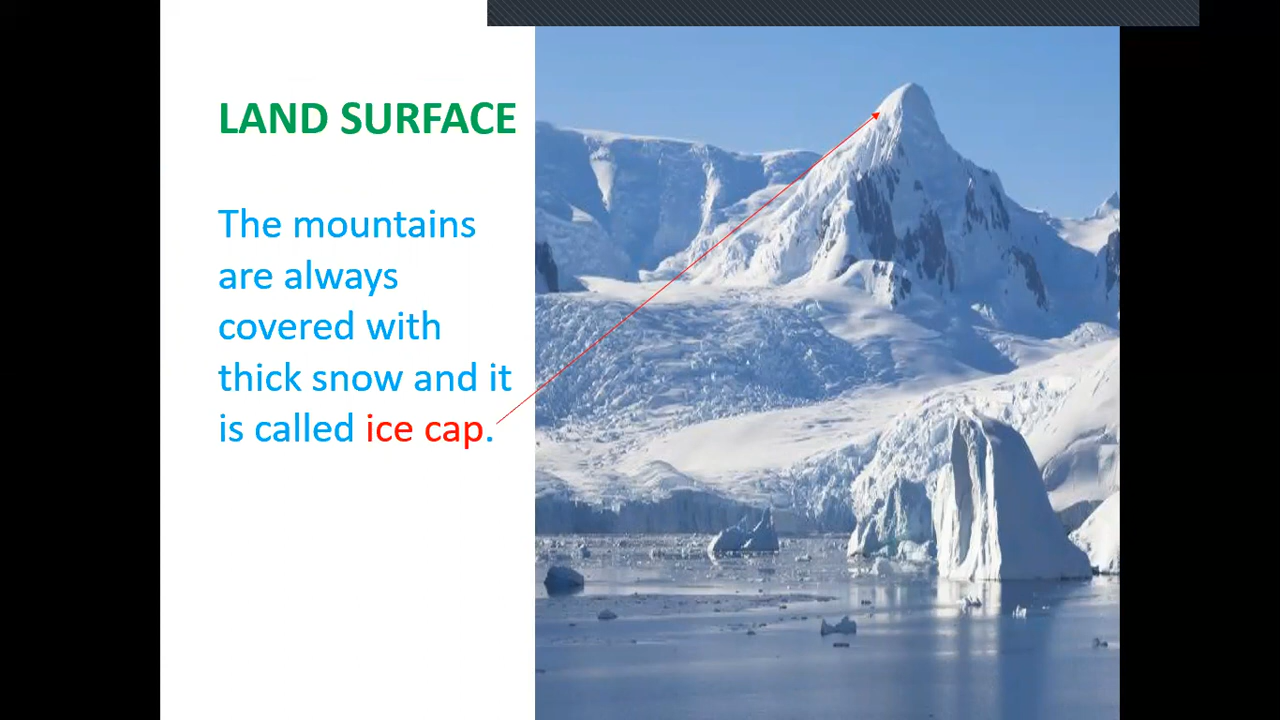 LAND SURFACE
The mountains
are always
covered with
thick snow and it
is called ice cap.